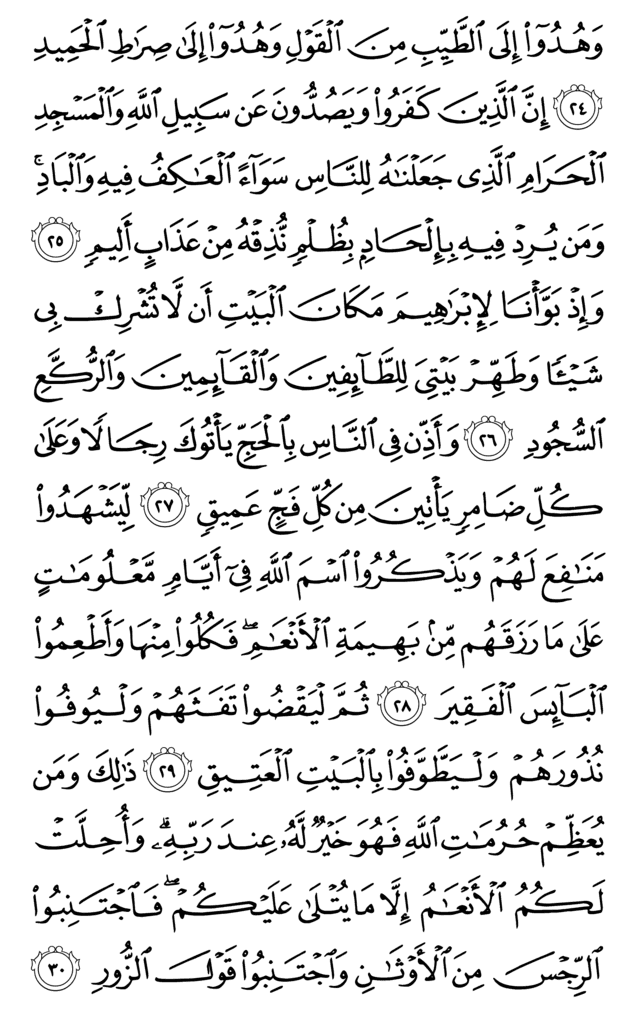 وَهُدُوٓا۟ إِلَى ٱلطَّيِّبِ مِنَ ٱلْقَوْلِ وَهُدُوٓا۟ إِلَىٰ صِرَٰطِ ٱلْحَمِيدِ
﴿٢٤﴾ إِنَّ ٱلَّذِينَ كَفَرُوا۟ وَيَصُدُّونَ عَن سَبِيلِ ٱللَّهِ وَٱلْمَسْجِدِ
ٱلْحَرَامِ ٱلَّذِى جَعَلْنَٰهُ لِلنَّاسِ سَوَآءً ٱلْعَٰكِفُ فِيهِ وَٱلْبَادِ ۚ
وَمَن يُرِدْ فِيهِ بِإِلْحَادٍۭ بِظُلْمٍ نُّذِقْهُ مِنْ عَذَابٍ أَلِيمٍ ﴿٢٥﴾
وَإِذْ بَوَّأْنَا لِإِبْرَٰهِيمَ مَكَانَ ٱلْبَيْتِ أَن لَّا تُشْرِكْ بِى
شَيْـًٔا وَطَهِّرْ بَيْتِىَ لِلطَّآئِفِينَ وَٱلْقَآئِمِينَ وَٱلرُّكَّعِ
ٱلسُّجُودِ ﴿٢٦﴾ وَأَذِّن فِى ٱلنَّاسِ بِٱلْحَجِّ يَأْتُوكَ رِجَالًا وَعَلَىٰ
كُلِّ ضَامِرٍ يَأْتِينَ مِن كُلِّ فَجٍّ عَمِيقٍ ﴿٢٧﴾ لِّيَشْهَدُوا۟
مَنَٰفِعَ لَهُمْ وَيَذْكُرُوا۟ ٱسْمَ ٱللَّهِ فِىٓ أَيَّامٍ مَّعْلُومَٰتٍ
عَلَىٰ مَا رَزَقَهُم مِّنۢ بَهِيمَةِ ٱلْأَنْعَٰمِ ۖ فَكُلُوا۟ مِنْهَا وَأَطْعِمُوا۟
ٱلْبَآئِسَ ٱلْفَقِيرَ ﴿٢٨﴾ ثُمَّ لْيَقْضُوا۟ تَفَثَهُمْ وَلْيُوفُوا۟
نُذُورَهُمْ وَلْيَطَّوَّفُوا۟ بِٱلْبَيْتِ ٱلْعَتِيقِ ﴿٢٩﴾ ذَٰلِكَ وَمَن
يُعَظِّمْ حُرُمَٰتِ ٱللَّهِ فَهُوَ خَيْرٌ لَّهُۥ عِندَ رَبِّهِۦ ۗ وَأُحِلَّتْ
لَكُمُ ٱلْأَنْعَٰمُ إِلَّا مَا يُتْلَىٰ عَلَيْكُمْ ۖ فَٱجْتَنِبُوا۟
ٱلرِّجْسَ مِنَ ٱلْأَوْثَٰنِ وَٱجْتَنِبُوا۟ قَوْلَ ٱلزُّورِ ﴿٣٠﴾